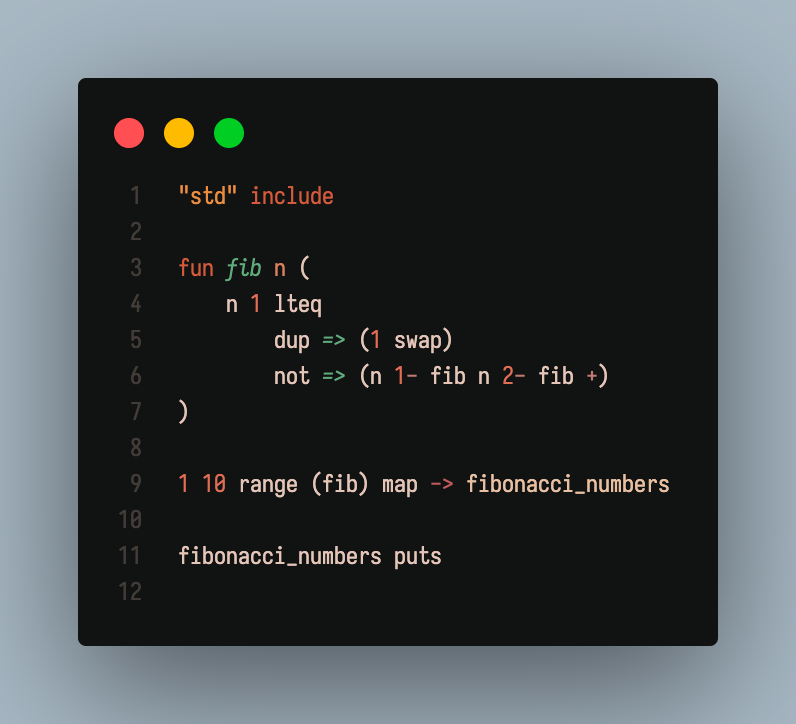 1 "std" include
2
3 fun fib n (
4     n 1 lteq
5         dup => (1 swap)
6         not => (n 1- fib n 2- fib +)
7 )
8
9 1 10 range (fib) map -> fibonacci_numbers
10
11 fibonacci_numbers puts
12